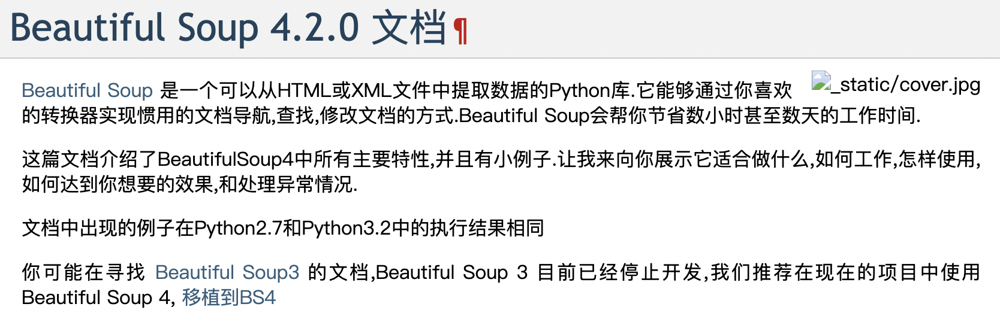 Beautiful Soup 4.2.0 文档¶
_static/cover.jpg
Beautiful Soup 是一个可以从HTML或XML文件中提取数据的Python库.它能够通过你喜欢
的转换器实现惯用的文档导航,查找,修改文档的方式.Beautiful Soup会帮你节省数小时甚至数天的工作时间.
这篇文档介绍了BeautifulSoup4中所有主要特性,并且有小例子.让我来向你展示它适合做什么,如何工作,怎样使用,
如何达到你想要的效果,和处理异常情况.
文档中出现的例子在Python2.7和Python3.2中的执行结果相同
你可能在寻找 Beautiful Soup3 的文档,Beautiful Soup 3 目前已经停止开发,我们推荐在现在的项目中使用
Beautiful Soup 4, 移植到BS4